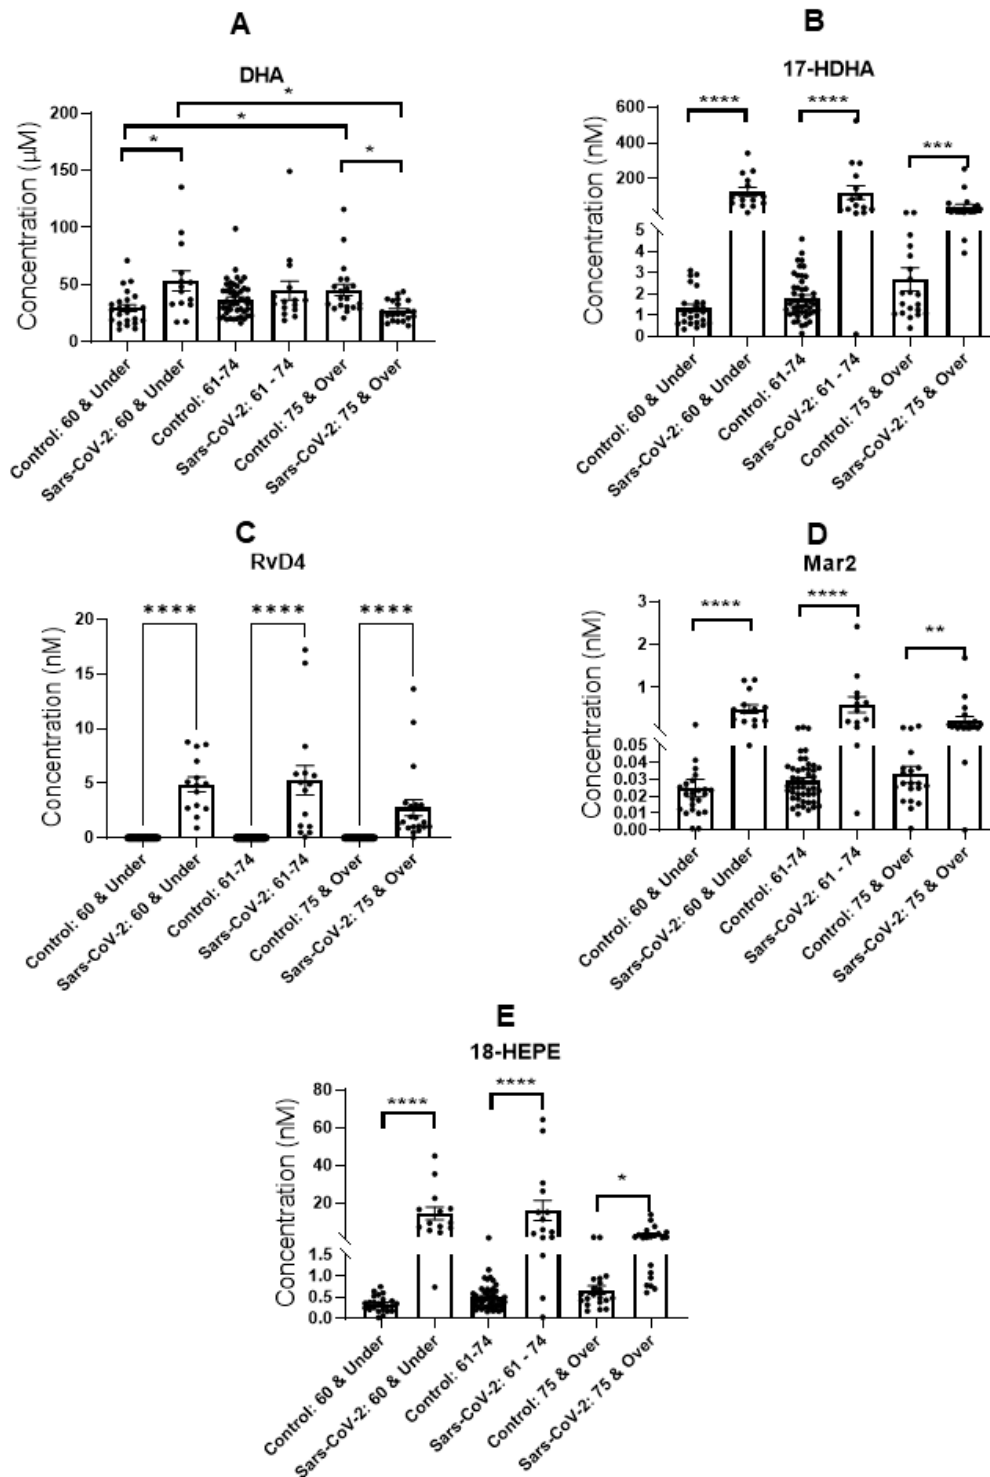 A
DHA
Concentration (µM)
200
150
100
50
0
*
*
*
*
Control: 60 & Under
Sars-CoV-2: 60 & Under
Control: 61-74
Sars-CoV-2: 61 - 74
Control: 75 & Over
Sars-CoV-2: 75 & Over
B
17-HDHA
Concentration (nM)
600
400
200
5
4
3
2
1
0
****
****
***
Control: 60 & Under
Sars-CoV-2: 60 & Under
Control: 61-74
Sars-CoV-2: 61 - 74
Control: 75 & Over
Sars-CoV-2: 75 & Over
C
RvD4
Concentration (nM)
20
15
10
5
0
****
****
****
Control: 60 & Under
Sars-CoV-2: 60 & Under
Control: 61-74
Sars-CoV-2: 61-74
Control: 75 & Over
Sars-CoV-2: 75 & Over
D
Mar2
Concentration (nM)
3
2
1
0.05
0.04
0.03
0.02
0.01
0.00
****
****
**
Control: 60 & Under
Sars-CoV-2: 60 & Under
Control: 61-74
Sars-CoV-2: 61 - 74
Control: 75 & Over
Sars-CoV-2: 75 & Over
E
18-HEPE
Concentration (nM)
80
60
40
20
1.5
1.0
0.5
0.0
****
****
*
Control: 60 & Under
Sars-CoV-2: 60 & Under
Control: 61-74
Sars-CoV-2: 61 - 74
Control: 75 & Over
Sars-CoV-2: 75 & Over